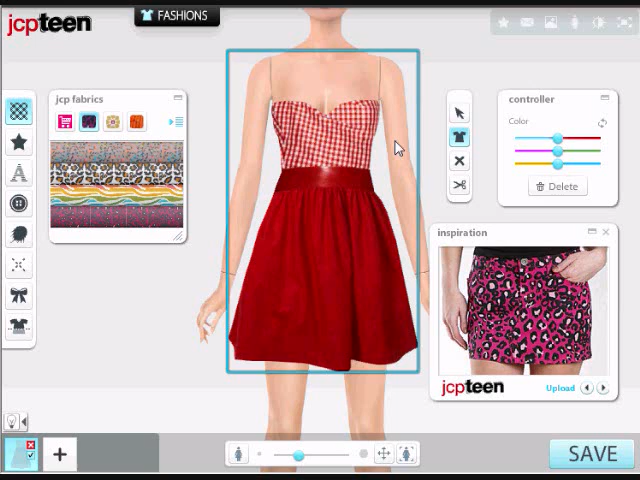 jcpteen
FASHIONS
jcp fabrics
controller
Color
Delete
inspiration
jcpteen
Upload
A
+
SAVE